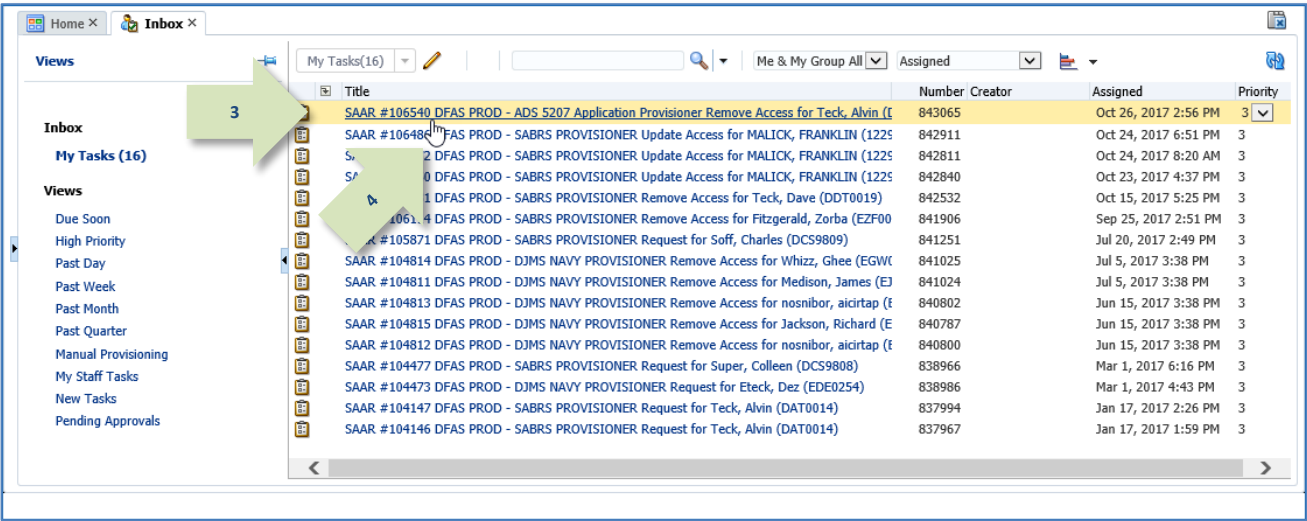 Home ×
Inbox ×
Views
My Tasks(16)
Me & My Group All
Assigned
Title Number Creator Assigned Priority
3
SAAR #106540 DFAS PROD - ADS 5207 Application Provisioner Remove Access for Teck, Alvin (D 843065 Oct 26, 2017 2:56 PM 3
SAAR #10648 DFAS PROD - SABRS PROVISIONER Update Access for MALICK, FRANKLIN (1229 842911 Oct 24, 2017 6:51 PM 3
2 DFAS PROD - SABRS PROVISIONER Update Access for MALICK, FRANKLIN (1229 842811 Oct 24, 2017 8:20 AM 3
0 DFAS PROD - SABRS PROVISIONER Update Access for MALICK, FRANKLIN (1229 842840 Oct 23, 2017 4:37 PM 3
1 DFAS PROD - SABRS PROVISIONER Remove Access for Teck, Dave (DDT0019) 842532 Oct 15, 2017 5:25 PM 3
4 DFAS PROD - SABRS PROVISIONER Remove Access for Fitzgerald, Zorba (EZF00 841906 Sep 25, 2017 2:51 PM 3
4
SAAR #105871 DFAS PROD - SABRS PROVISIONER Request for Soff, Charles (DCS9809) 841251 Jul 20, 2017 2:49 PM 3
SAAR #104814 DFAS PROD - DJMS NAVY PROVISIONER Remove Access for Whizz, Ghee (EGW0 841025 Jul 5, 2017 3:38 PM 3
SAAR #104811 DFAS PROD - DJMS NAVY PROVISIONER Remove Access for Medison, James (EJ 841024 Jul 5, 2017 3:38 PM 3
SAAR #104813 DFAS PROD - DJMS NAVY PROVISIONER Remove Access for nosnibor, aicirtap (E 840802 Jun 15, 2017 3:38 PM 3
SAAR #104815 DFAS PROD - DJMS NAVY PROVISIONER Remove Access for Jackson, Richard (E 840787 Jun 15, 2017 3:38 PM 3
SAAR #104812 DFAS PROD - DJMS NAVY PROVISIONER Remove Access for nosnibor, aicirtap (E 840800 Jun 15, 2017 3:38 PM 3
SAAR #104477 DFAS PROD - SABRS PROVISIONER Request for Super, Colleen (DCS9808) 838966 Mar 1, 2017 6:16 PM 3
SAAR #104473 DFAS PROD - DJMS NAVY PROVISIONER Request for Eteck, Dez (EDE0254) 838986 Mar 1, 2017 4:43 PM 3
SAAR #104147 DFAS PROD - SABRS PROVISIONER Request for Teck, Alvin (DAT0014) 837994 Jan 17, 2017 2:26 PM 3
SAAR #104146 DFAS PROD - SABRS PROVISIONER Request for Teck, Alvin (DAT0014) 837967 Jan 17, 2017 1:59 PM 3
Inbox
My Tasks (16)
Views
Due Soon
High Priority
Past Day
Past Week
Past Month
Past Quarter
Manual Provisioning
My Staff Tasks
New Tasks
Pending Approvals